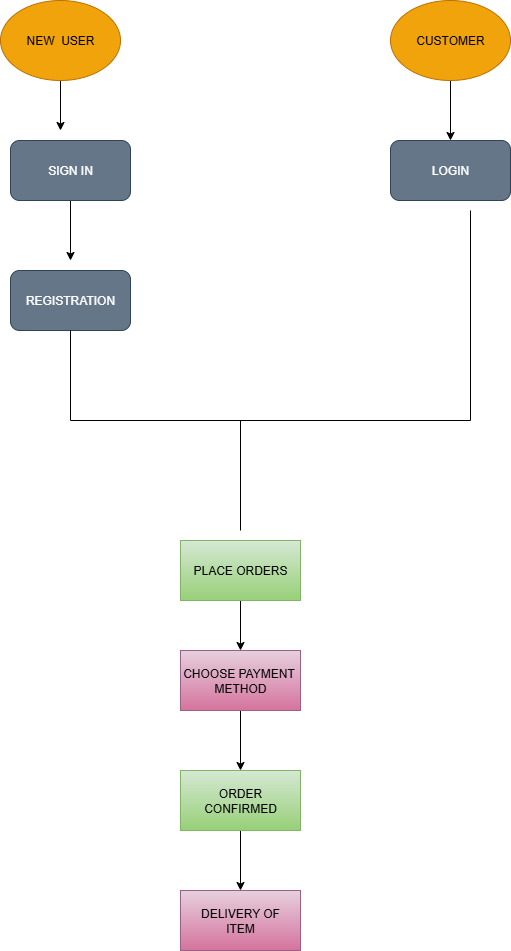 NEW  USER
CUSTOMER
SIGN IN
LOGIN
REGISTRATION
PLACE ORDERS
CHOOSE PAYMENT
METHOD
ORDER
CONFIRMED
DELIVERY OF
ITEM